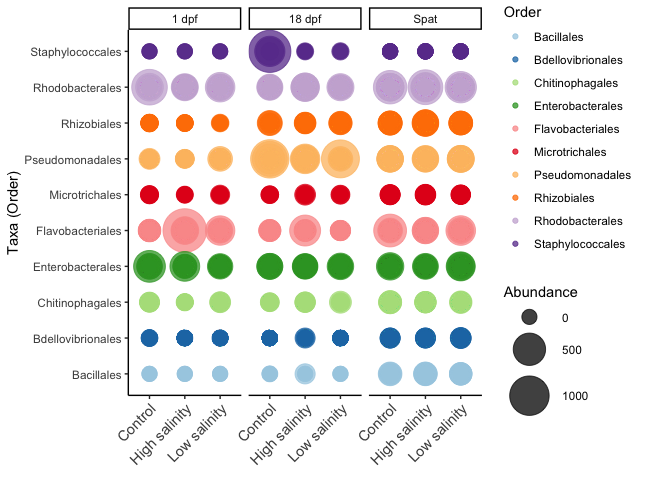 1 dpf
18 dpf
Spat
Taxa (Order)
Staphylococcales
Rhodobacterales
Rhizobiales
Pseudomonadales
Microtrichales
Flavobacteriales
Enterobacterales
Chitinophagales
Bdellovibrionales
Bacillales
Control
High salinity
Low salinity
Control
High salinity
Low salinity
Control
High salinity
Low salinity
Order
Bacillales
Bdellovibrionales
Chitinophagales
Enterobacterales
Flavobacteriales
Microtrichales
Pseudomonadales
Rhizobiales
Rhodobacterales
Staphylococcales
Abundance
0
500
1000